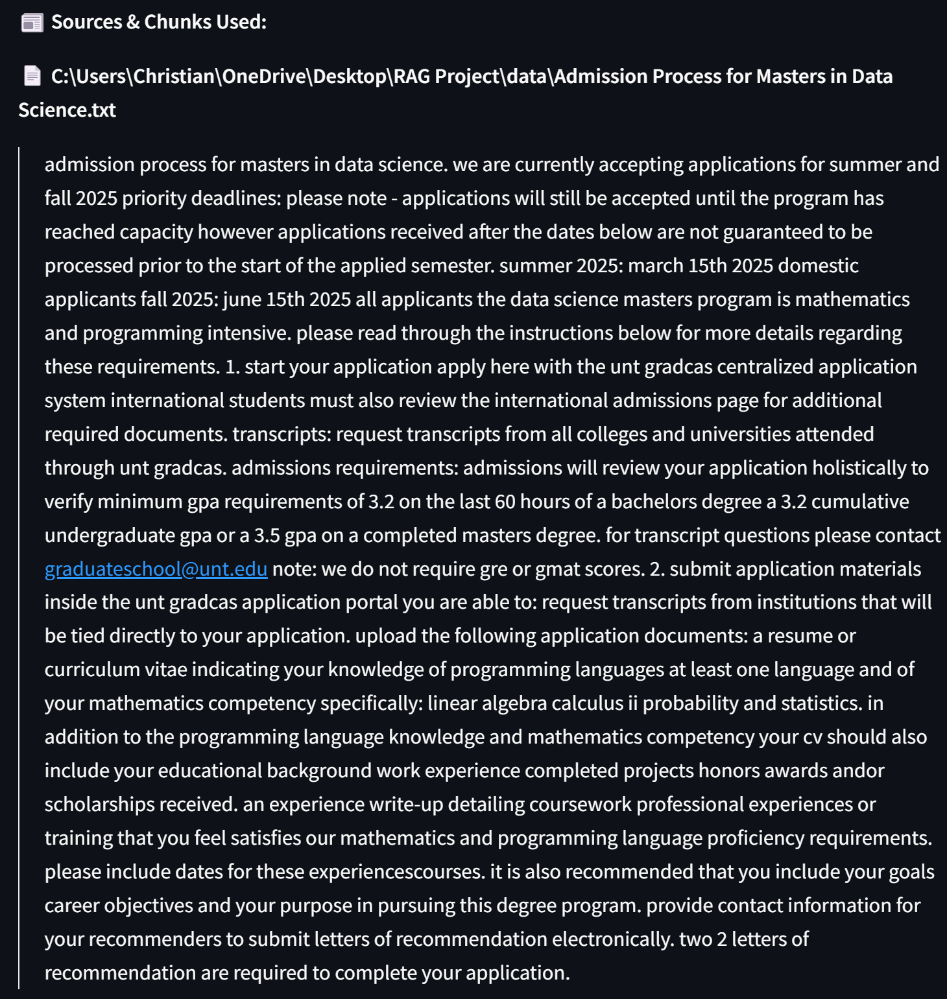 Sources & Chunks Used:
C:\Users\Christian\OneDrive\Desktop\RAG Project\data\Admission Process for Masters in Data
Science.txt
admission process for masters in data science. we are currently accepting applications for summer and
fall 2025 priority deadlines: please note - applications will still be accepted until the program has
reached capacity however applications received after the dates below are not guaranteed to be
processed prior to the start of the applied semester. summer 2025: march 15th 2025 domestic
applicants fall 2025: june 15th 2025 all applicants the data science masters program is mathematics
and programming intensive. please read through the instructions below for more details regarding
these requirements. 1. start your application apply here with the unt gradcas centralized application
system international students must also review the international admissions page for additional
required documents. transcripts: request transcripts from all colleges and universities attended
through unt gradcas. admissions requirements: admissions will review your application holistically to
verify minimum gpa requirements of 3.2 on the last 60 hours of a bachelors degree a 3.2 cumulative
undergraduate gpa or a 3.5 gpa on a completed masters degree. for transcript questions please contact
graduateschool@unt.edu note: we do not require gre or gmat scores. 2. submit application materials
inside the unt gradcas application portal you are able to: request transcripts from institutions that will
be tied directly to your application. upload the following application documents: a resume or
curriculum vitae indicating your knowledge of programming languages at least one language and of
your mathematics competency specifically: linear algebra calculus ii probability and statistics. in
addition to the programming language knowledge and mathematics competency your cv should also
include your educational background work experience completed projects honors awards andor
scholarships received. an experience write-up detailing coursework professional experiences or
training that you feel satisfies our mathematics and programming language proficiency requirements.
please include dates for these experiencescourses. it is also recommended that you include your goals
career objectives and your purpose in pursuing this degree program. provide contact information for
your recommenders to submit letters of recommendation electronically. two 2 letters of
recommendation are required to complete your application.